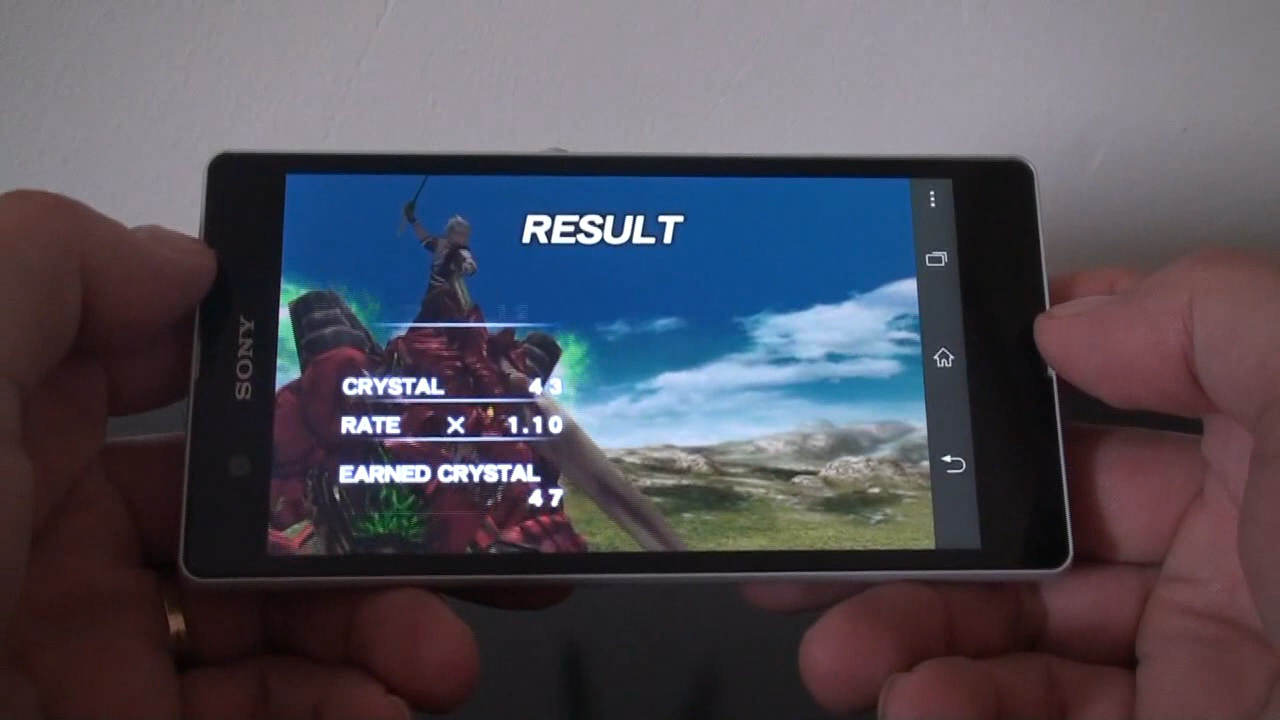 SONY
RESULT
CRYSTAL 43
RATE × 1.10
EARNED CRYSTAL
47